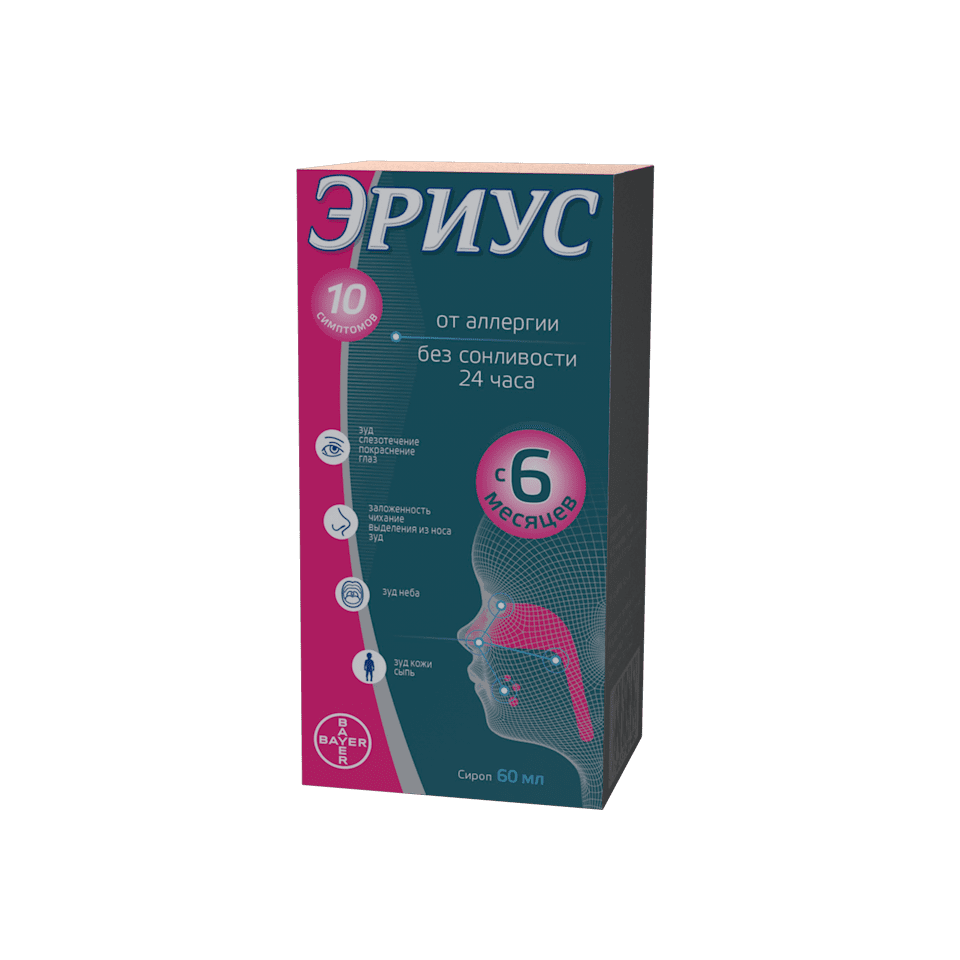 ЭРИУС
10
симптомов
от аллергии
без сонливости
24 часа
зуд
слезотечение
покраснение
глаз
с 6
месяцев
заложенность
чихание
выделения из носа
зуд
зуд неба
зуд кожи
сыпь
BAYER
BAYER
Сироп 60 мл